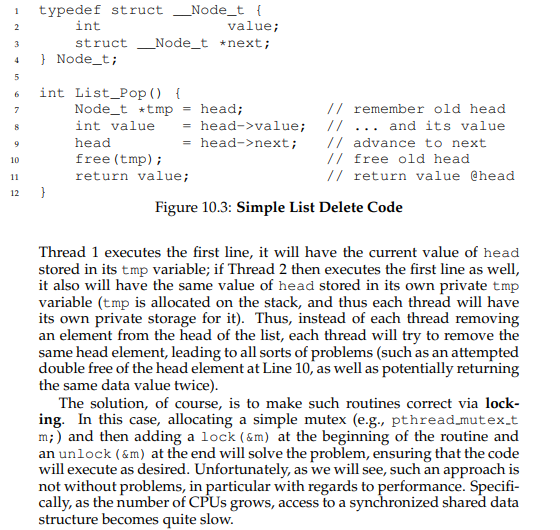 1 typedef struct __Node_t {
2 int value;
3 struct __Node_t *next;
4 } Node_t;
5
6 int List_Pop() {
7 Node_t *tmp = head; // remember old head
8 int value = head->value; // ... and its value
9 head = head->next; // advance to next
10 free(tmp); // free old head
11 return value; // return value @head
12 }
Figure 10.3: Simple List Delete Code
Thread 1 executes the first line, it will have the current value of head
stored in its tmp variable; if Thread 2 then executes the first line as well,
it also will have the same value of head stored in its own private tmp
variable (tmp is allocated on the stack, and thus each thread will have
its own private storage for it). Thus, instead of each thread removing
an element from the head of the list, each thread will try to remove the
same head element, leading to all sorts of problems (such as an attempted
double free of the head element at Line 10, as well as potentially returning
the same data value twice).
The solution, of course, is to make such routines correct via lock-
ing. In this case, allocating a simple mutex (e.g., pthread_mutex_t
m;) and then adding a lock(&m) at the beginning of the routine and
an unlock(&m) at the end will solve the problem, ensuring that the code
will execute as desired. Unfortunately, as we will see, such an approach is
not without problems, in particular with regards to performance. Specifi-
cally, as the number of CPUs grows, access to a synchronized shared data
structure becomes quite slow.